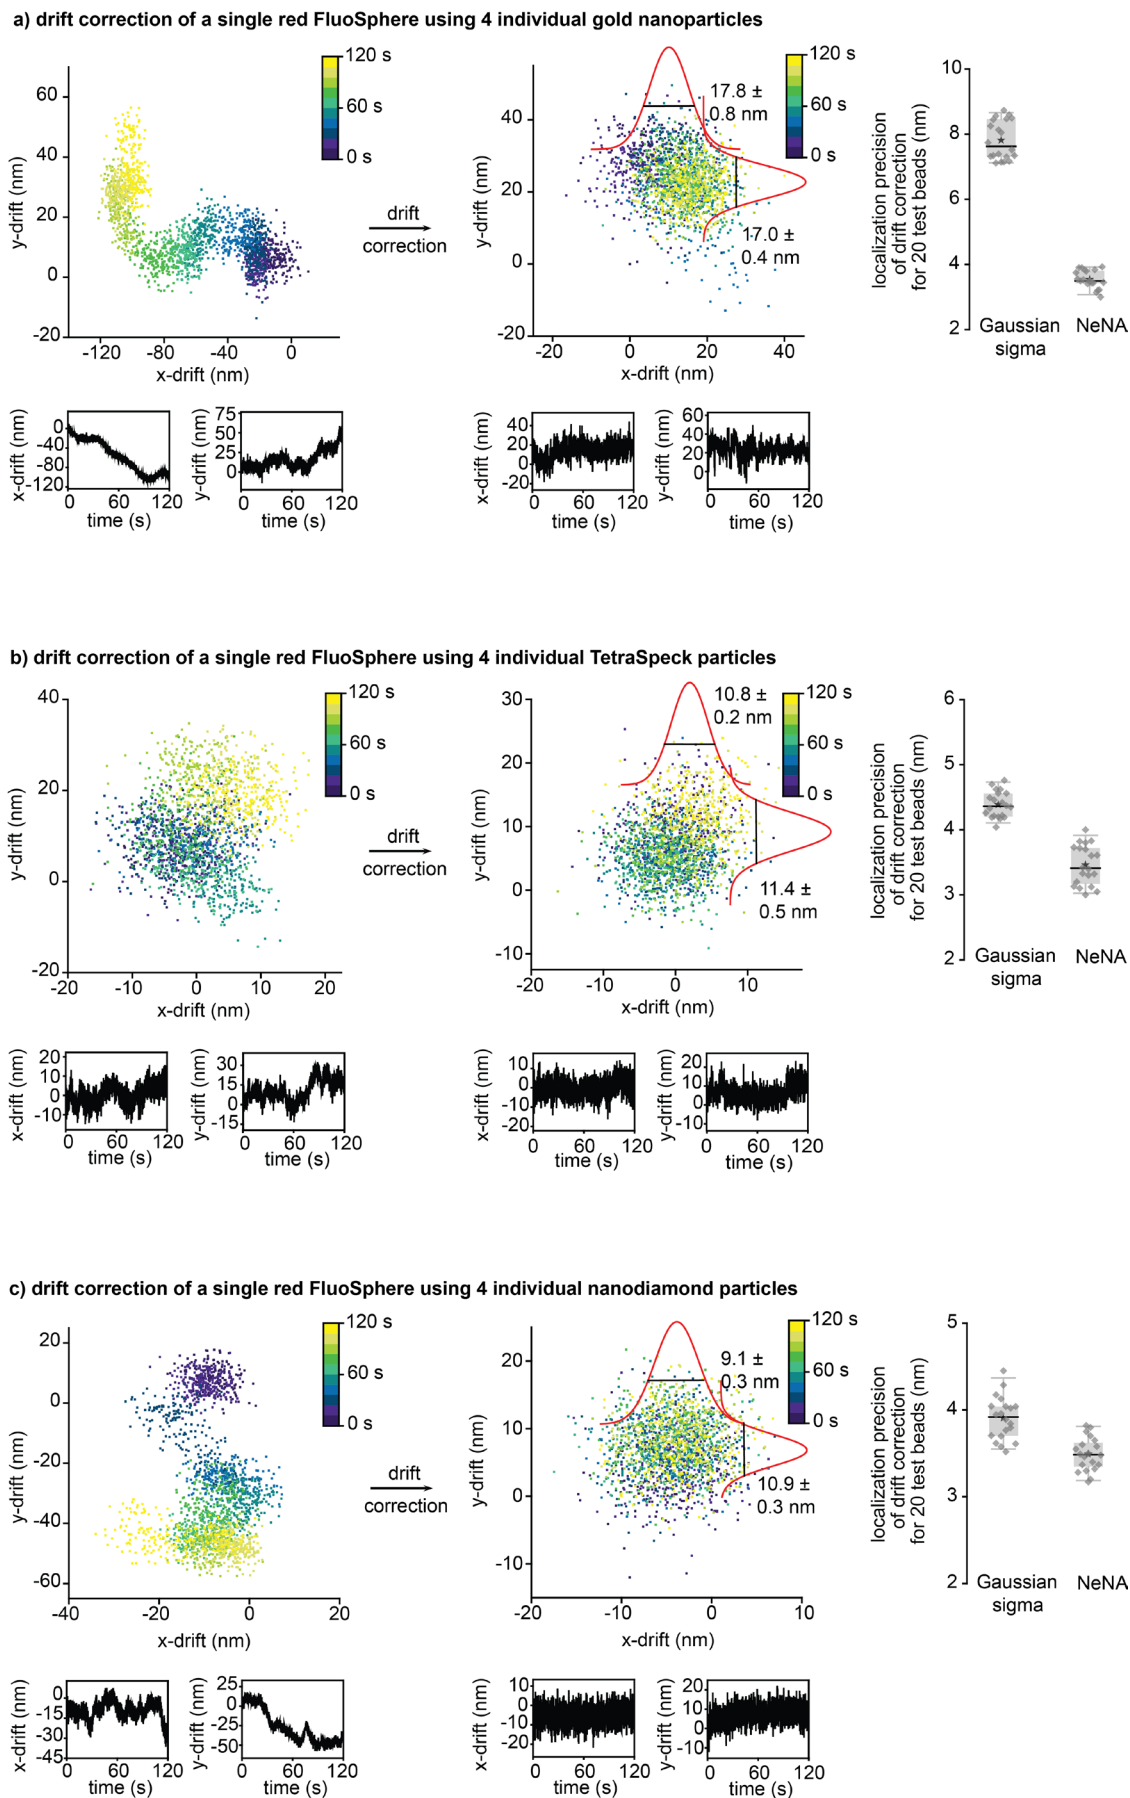 a) drift correction of a single red FluoSphere using 4 individual gold nanoparticles
120 s
60 s
0 s
60
40
20
0
-20
y-drift (nm)
-120 -80 -40 0
x-drift (nm)
drift
correction
17.8 ±
0.8 nm
17.0 ±
0.4 nm
120 s
60 s
0 s
40
20
0
-20
y-drift (nm)
-20 0 20 40
x-drift (nm)
10
8
6
4
2
localization precision
of drift correction
for 20 test beads (nm)
Gaussian
sigma
NeNA
x-drift (nm)
0
-40
-80
-120
0 60 120
time (s)
y-drift (nm)
75
50
25
0
0 60 120
time (s)
x-drift (nm)
40
20
0
-20
0 60 120
time (s)
y-drift (nm)
60
40
20
0
0 60 120
time (s)
b) drift correction of a single red FluoSphere using 4 individual TetraSpeck particles
120 s
60 s
0 s
40
20
0
-20
y-drift (nm)
-20 -10 0 10 20
x-drift (nm)
drift
correction
10.8 ±
0.2 nm
11.4 ±
0.5 nm
120 s
60 s
0 s
30
20
10
0
-10
y-drift (nm)
-20 -10 0 10
x-drift (nm)
6
5
4
3
2
localization precision
of drift correction
for 20 test beads (nm)
Gaussian
sigma
NeNA
x-drift (nm)
20
10
0
-10
0 60 120
time (s)
y-drift (nm)
30
15
0
-15
0 60 120
time (s)
x-drift (nm)
10
0
-10
-20
0 60 120
time (s)
y-drift (nm)
20
10
0
-10
0 60 120
time (s)
c) drift correction of a single red FluoSphere using 4 individual nanodiamond particles
120 s
60 s
0 s
20
0
-20
-40
-60
y-drift (nm)
-40 -20 0 20
x-drift (nm)
drift
correction
9.1 ±
0.3 nm
10.9 ±
0.3 nm
120 s
60 s
0 s
20
10
0
-10
y-drift (nm)
-20 -10 0 10
x-drift (nm)
5
4
3
2
localization precision
of drift correction
for 20 test beads (nm)
Gaussian
sigma
NeNA
x-drift (nm)
0
-15
-30
-45
0 60 120
time (s)
y-drift (nm)
25
0
-25
-50
0 60 120
time (s)
x-drift (nm)
10
0
-10
-20
0 60 120
time (s)
y-drift (nm)
20
10
0
-10
0 60 120
time (s)